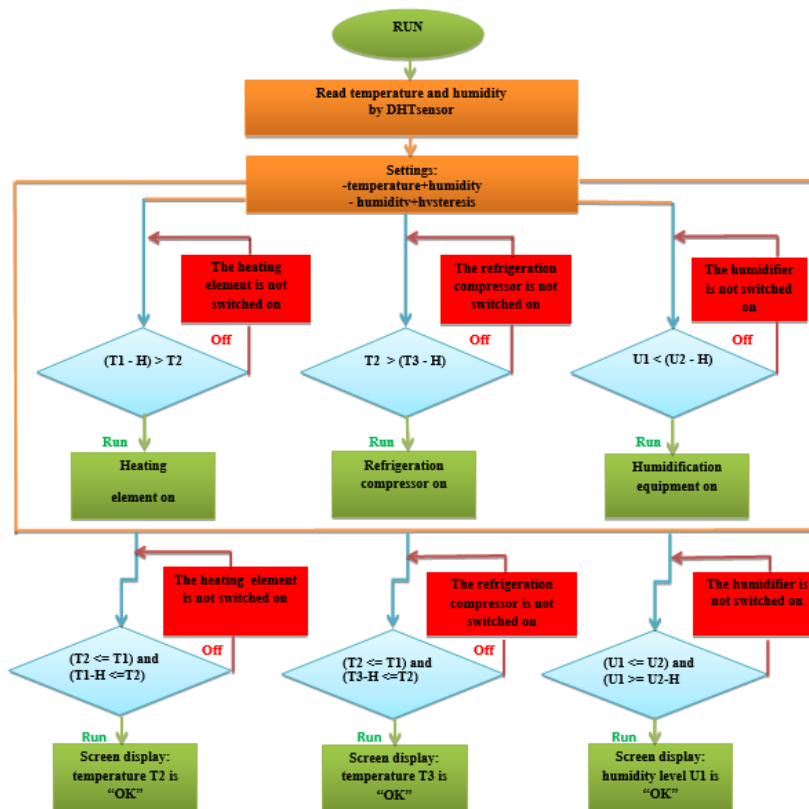 RUN
Read temperature and humidity
by DHTsensor
Settings:
-temperature+humidity
- humidity+hysteresis
The heating
element is not
switched on
The refrigeration
compressor is not
switched on
The humidifier
is not switched
on
Off
Off
Off
(T1 - H) > T2
T2 > (T3 - H)
U1 < (U2 - H)
Run
Run
Run
Heating
element on
Refrigeration
compressor on
Humidification
equipment on
The heating element
is not switched on
The refrigeration
compressor is not
switched on
The humidifier is
not switched on
Off
Off
(T2 <= T1) and
(T1-H <=T2)
(T2 <= T1) and
(T3-H <=T2)
(U1 <= U2) and
(U1 >= U2-H
Run
Run
Run
Screen display:
temperature T2 is
“OK”
Screen display:
temperature T3 is
“OK”
Screen display:
humidity level U1 is
“OK”